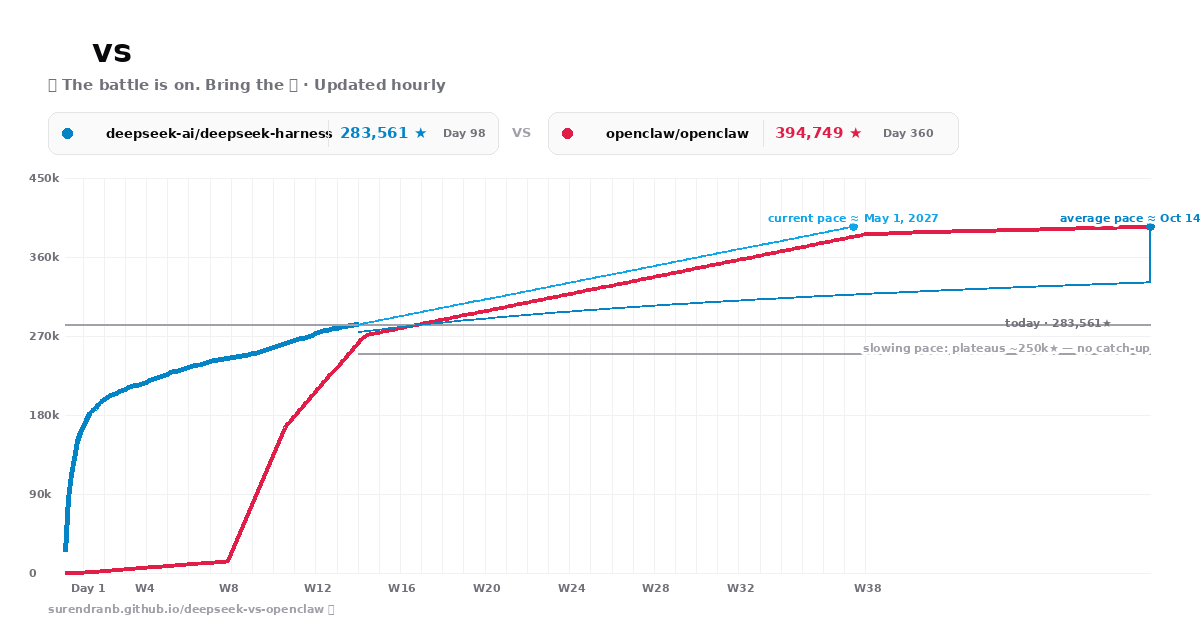 vs
The battle is on. Bring the · Updated hourly
deepseek-ai/deepseek-harness 283,561 ★ Day 98 VS openclaw/openclaw 394,749 ★ Day 360
450k
current pace ≈ May 1, 2027 average pace ≈ Oct 14
360k
today · 283,561★
270k
slowing pace: plateaus ~250k★ — no catch-up
180k
90k
0
Day 1 W4 W8 W12 W16 W20 W24 W28 W32 W38
surendranb.github.io/deepseek-vs-openclaw